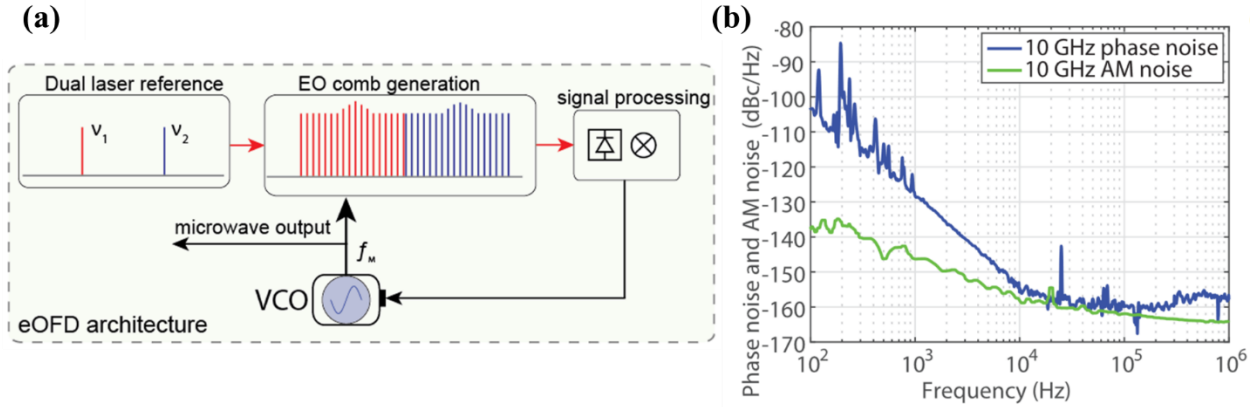 (a)
Dual laser reference
EO comb generation
signal processing
ν1
ν2
microwave output
fM
VCO
eOFD architecture
(b)
Phase noise and AM noise (dBc/Hz)
-80
-90
-100
-110
-120
-130
-140
-150
-160
-170
10 GHz phase noise
10 GHz AM noise
10^2
10^3
10^4
10^5
10^6
Frequency (Hz)